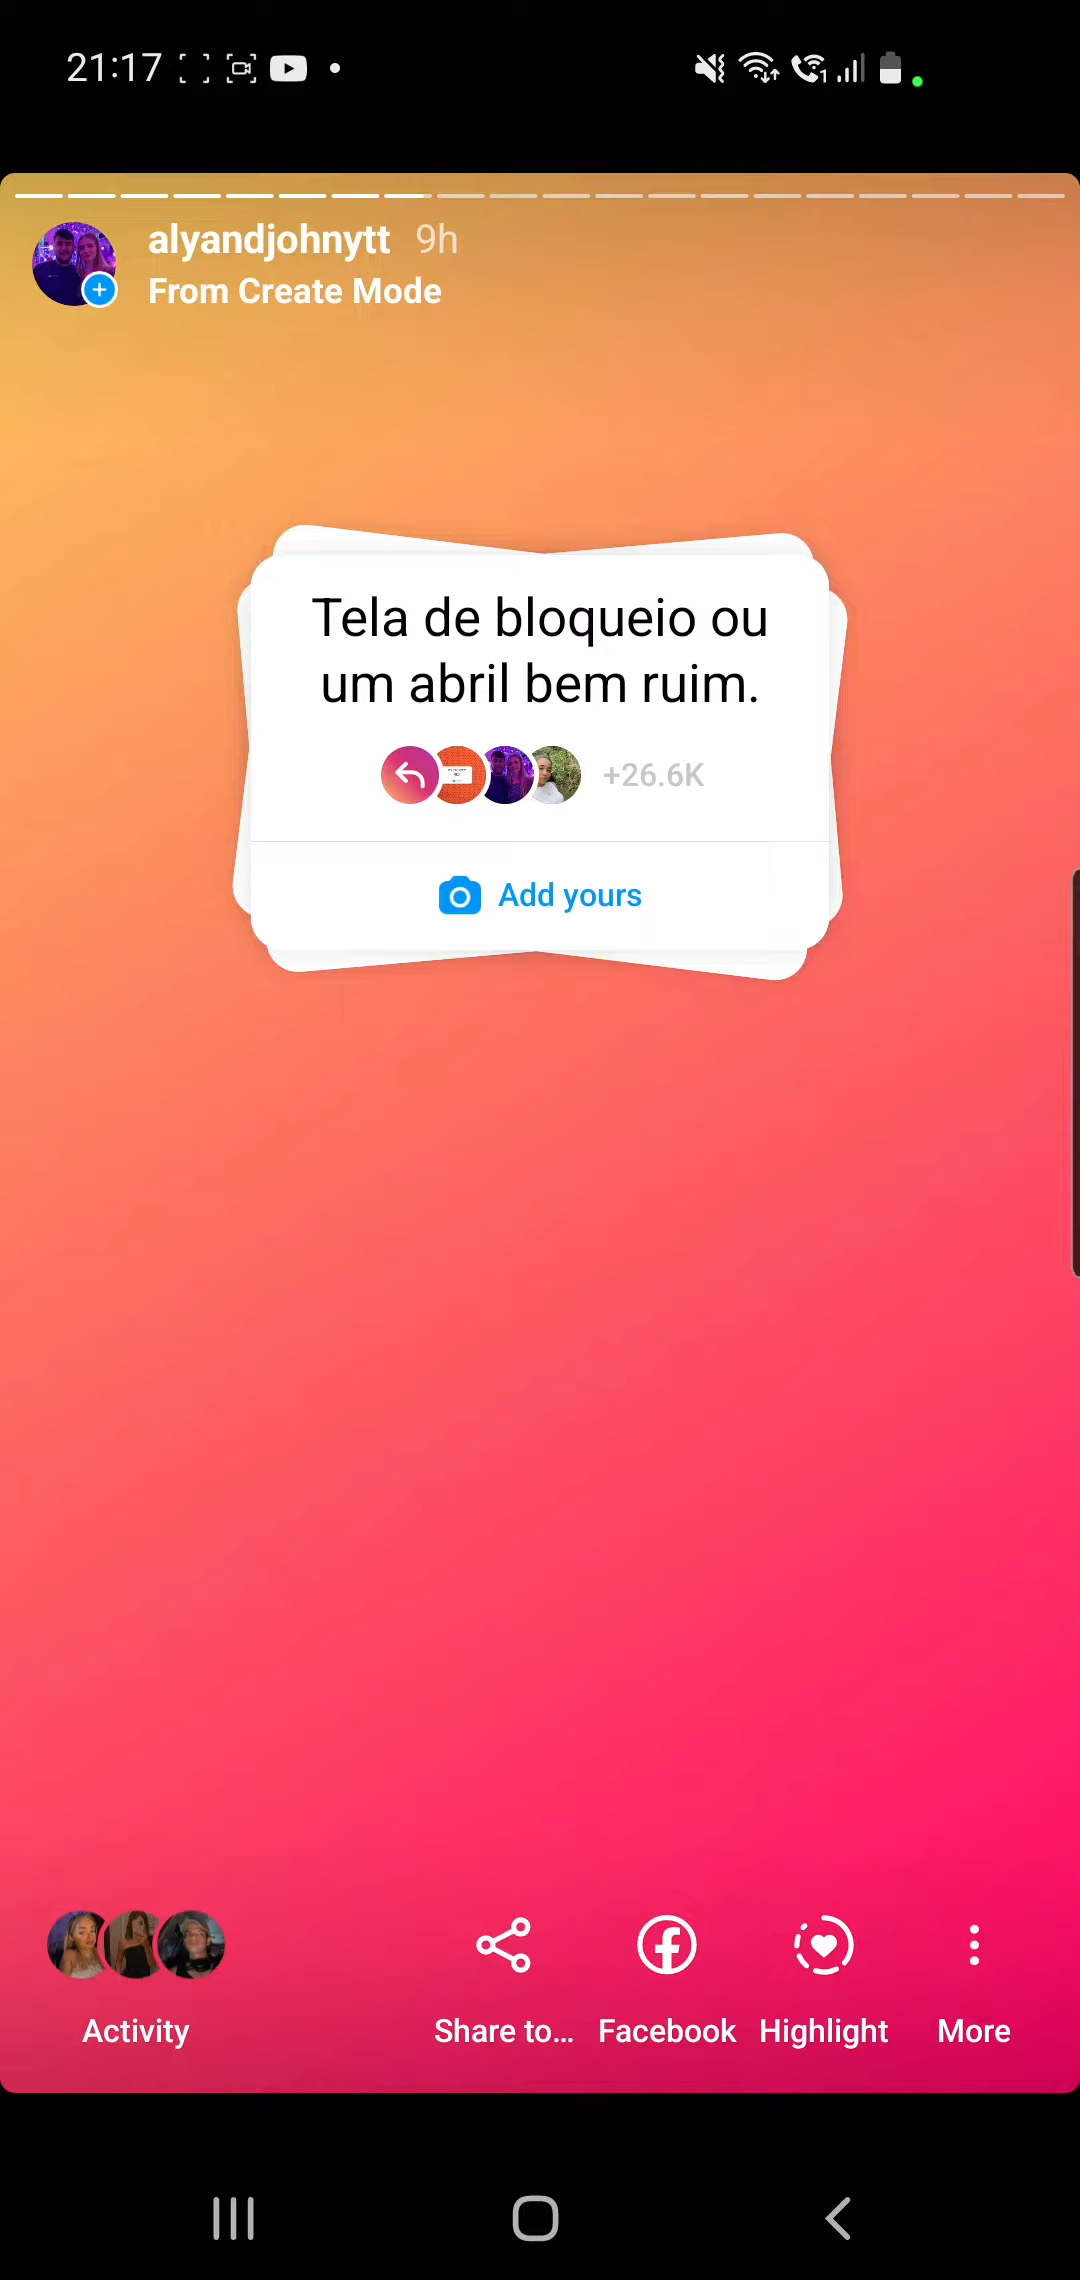 21:17
alyandjohnytt 9h
From Create Mode
Tela de bloqueio ou
um abril bem ruim.
+26.6K
Add yours
Activity
Share to...
Facebook
Highlight
More